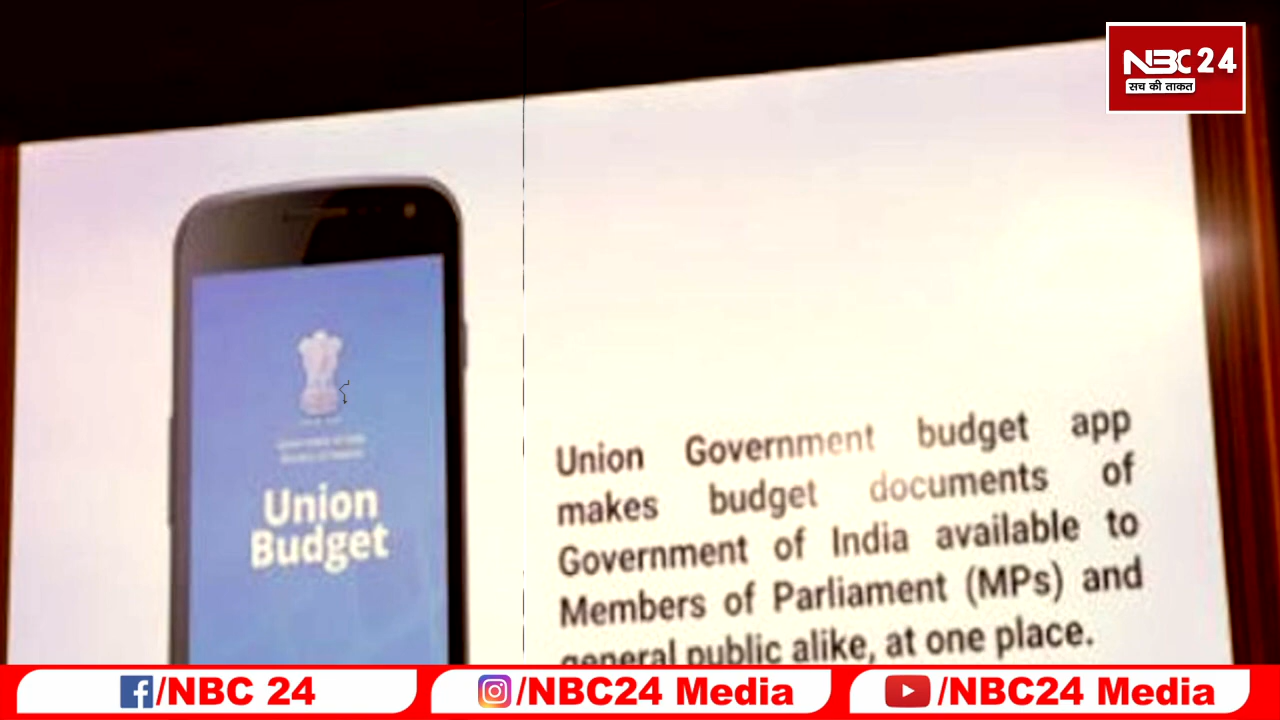 NBC 24
सच की ताकत
Union
Budget
Union Government budget app
makes budget documents of
Government of India available to
Members of Parliament (MPs) and
general public alike, at one place.
/NBC 24
/NBC24 Media
/NBC24 Media